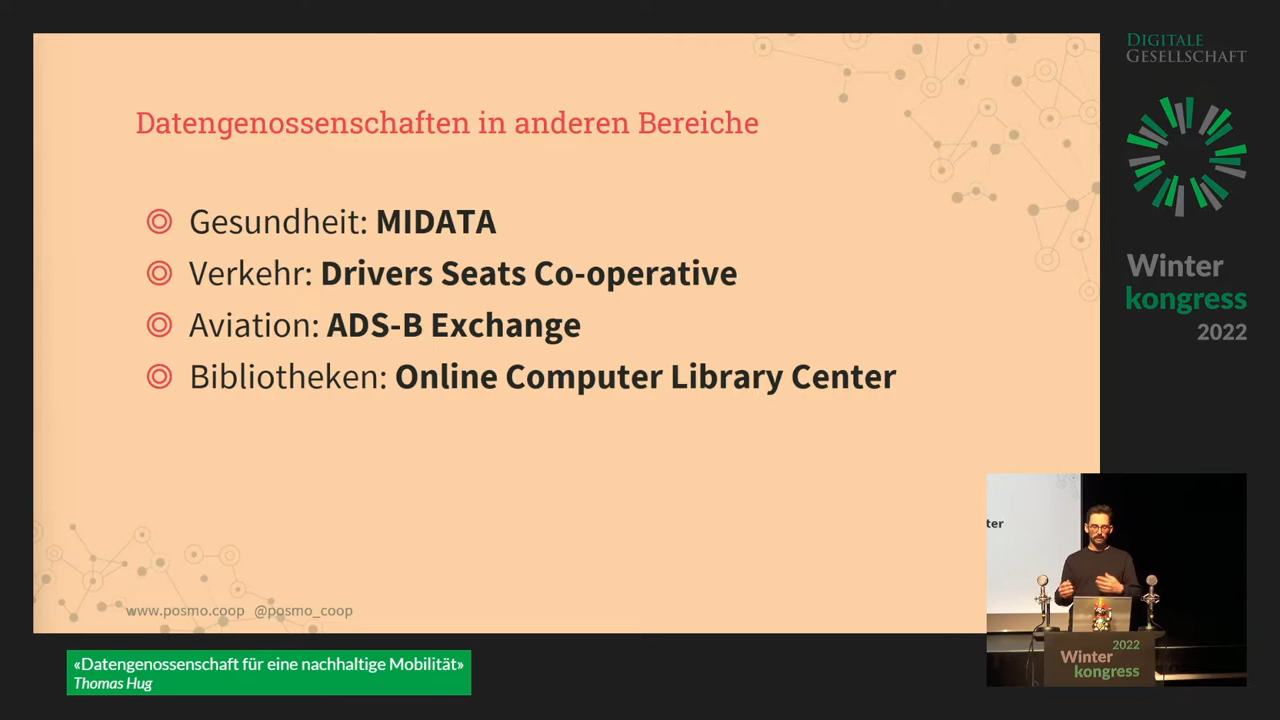 Datengenossenschaften in anderen Bereiche
Gesundheit: MIDATA
Verkehr: Drivers Seats Co-operative
Aviation: ADS-B Exchange
Bibliotheken: Online Computer Library Center
www.posmo.coop @posmo_coop
«Datengenossenschaft für eine nachhaltige Mobilität»
Thomas Hug
DIGITALE
GESELLSCHAFT
Winter
kongress
2022
ter
2022
Winter
kongress